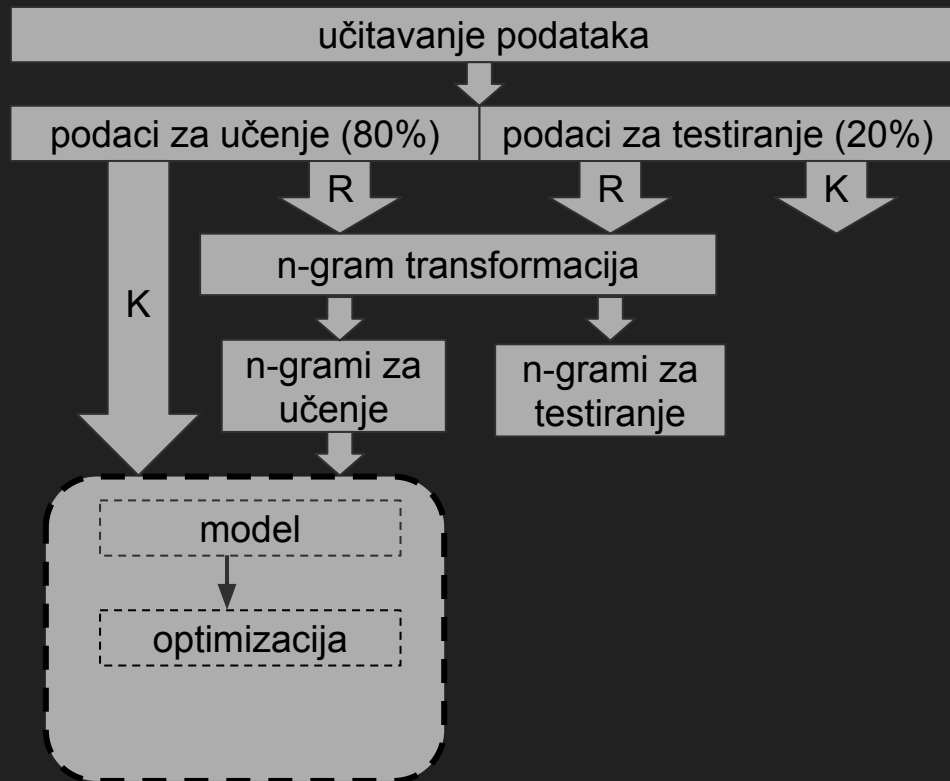 učitavanje podataka
podaci za učenje (80%)
podaci za testiranje (20%)
R
R
K
n-gram transformacija
K
n-grami za
učenje
n-grami za
testiranje
model
optimizacija